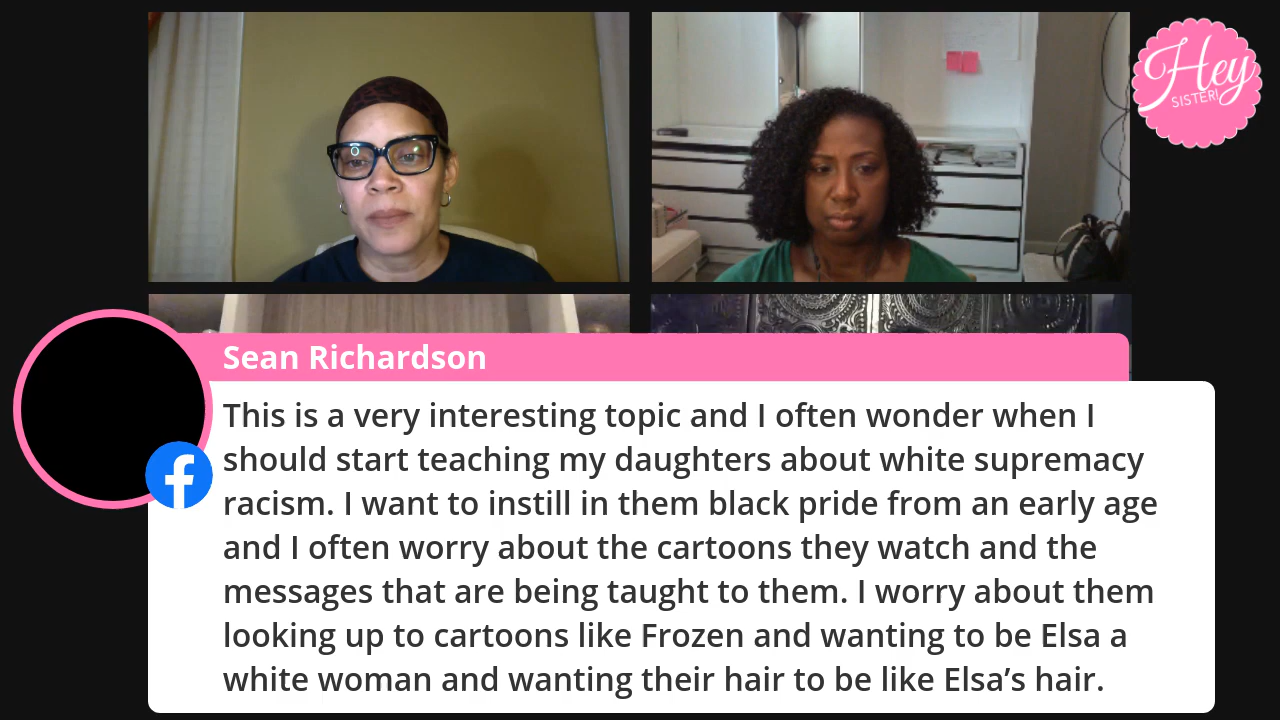 Hey
SISTER!
Sean Richardson
This is a very interesting topic and I often wonder when I
should start teaching my daughters about white supremacy
racism. I want to instill in them black pride from an early age
and I often worry about the cartoons they watch and the
messages that are being taught to them. I worry about them
looking up to cartoons like Frozen and wanting to be Elsa a
white woman and wanting their hair to be like Elsa’s hair.